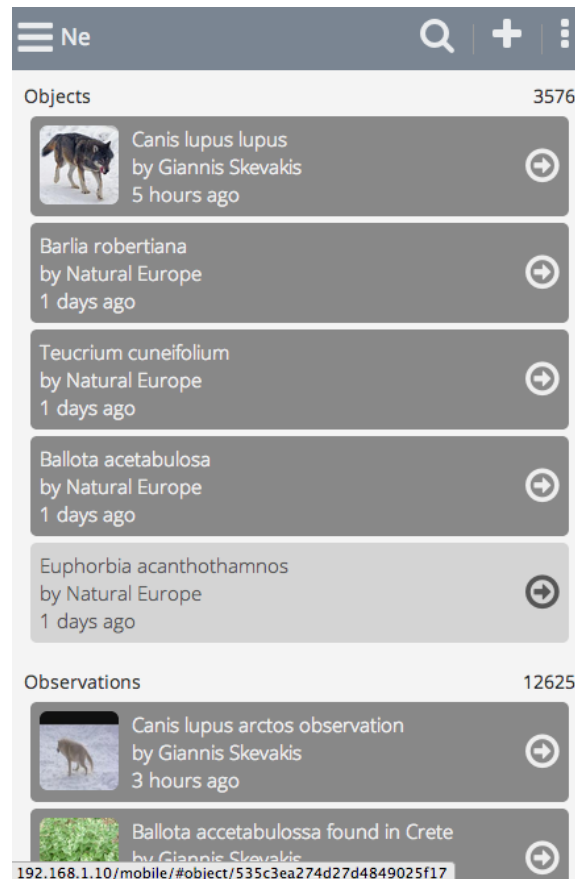 Ne
Objects 3576
Canis lupus lupus
by Giannis Skevakis
5 hours ago
Barlia robertiana
by Natural Europe
1 days ago
Teucrium cuneifolium
by Natural Europe
1 days ago
Ballota acetabulosa
by Natural Europe
1 days ago
Euphorbia acanthothamnos
by Natural Europe
1 days ago
Observations 12625
Canis lupus arctos observation
by Giannis Skevakis
3 hours ago
Ballota accetabulossa found in Crete
by Giannis Skevakis
192.168.1.10/mobile/#object/535c3ea274d27d4849025f17